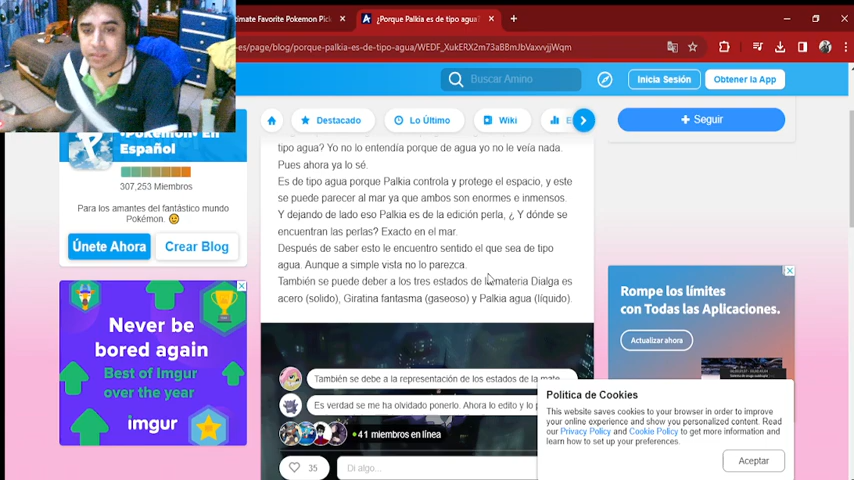 timate Favorite Pokemon Pick
¿Porque Palkia es de tipo agua?
es/page/blog/porque-palkia-es-de-tipo-agua/WEDF_XukERX2m73aBBmJbVaxvvjjWqm
Buscar Amino
Inicia Sesión
Obtener la App
Destacado
Lo Último
Wiki
Seguir
•Pokémon• En
Español
307,253 Miembros
Para los amantes del fantástico mundo
Pokémon.
Únete Ahora
Crear Blog
tipo agua? Yo no lo entendía porque de agua yo no le veía nada.
Pues ahora ya lo sé.
Es de tipo agua porque Palkia controla y protege el espacio, y este
se puede parecer al mar ya que ambos son enormes e inmensos.
Y dejando de lado eso Palkia es de la edición perla, ¿ Y dónde se
encuentran las perlas? Exacto en el mar.
Después de saber esto le encuentro sentido el que sea de tipo
agua. Aunque a simple vista no lo parezca.
También se puede deber a los tres estados de la materia Dialga es
acero (solido), Giratina fantasma (gaseoso) y Palkia agua (líquido).
Never be
bored again
Best of Imgur
over the year
imgur
Rompe los límites
con Todas las Aplicaciones.
Actualizar ahora
También se debe a la representación de los estados de la mate
Es verdad se me ha olvidado ponerlo. Ahora lo edito y lo p
41 miembros en línea
35
Di algo...
Politica de Cookies
This website saves cookies to your browser in order to improve
your online experience and show you personalized content. Read
our Privacy Policy and Cookie Policy to get more information and
learn how to set up your preferences.
Aceptar